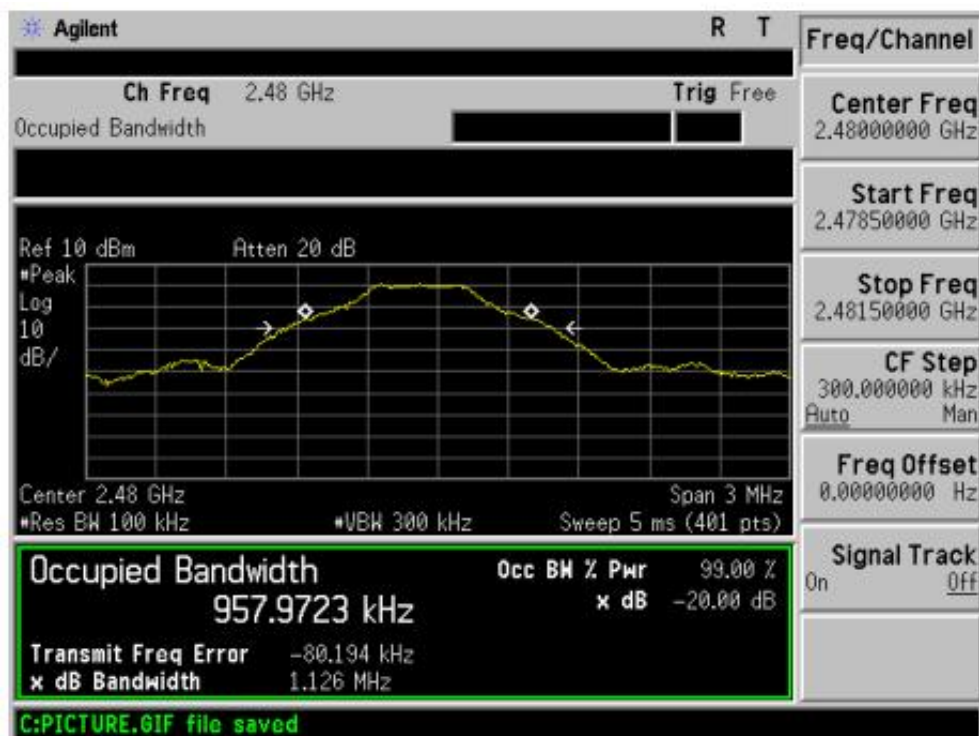 Agilent R T
Freq/Channel
Ch Freq 2.48 GHz Trig Free
Occupied Bandwidth
Center Freq
2.48000000 GHz
Start Freq
2.47850000 GHz
Stop Freq
2.48150000 GHz
CF Step
300.000000 kHz
Auto Man
Freq Offset
0.00000000 Hz
Signal Track
On Off
Ref 10 dBm Atten 20 dB
#Peak
Log
10
dB/
Center 2.48 GHz Span 3 MHz
#Res BW 100 kHz #VBW 300 kHz Sweep 5 ms (401 pts)
Occupied Bandwidth
957.9723 kHz
Occ BW % Pwr 99.00 %
x dB -20.00 dB
Transmit Freq Error -80.194 kHz
x dB Bandwidth 1.126 MHz
C:PICTURE.GIF file saved